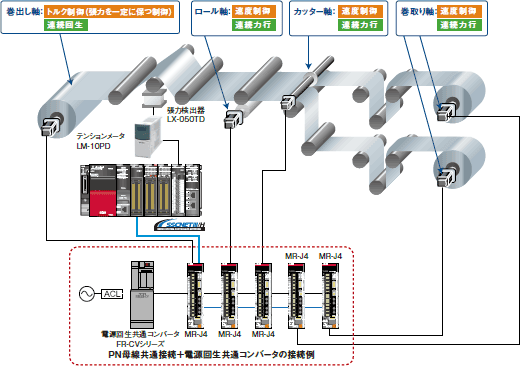 巻出し軸: トルク制御(張力を一定に保つ制御)
連続回生
ロール軸: 速度制御
連続力行
カッター軸: 速度制御
連続力行
巻取り軸: 速度制御
連続力行
張力検出器
LX-050TD
テンションメータ
LM-10PD
SSCNETⅢ/H
MR-J4
MR-J4
ACL
電源回生共通コンバータ
FR-CVシリーズ
MR-J4
MR-J4
MR-J4
PN母線共通接続+電源回生共通コンバータの接続例